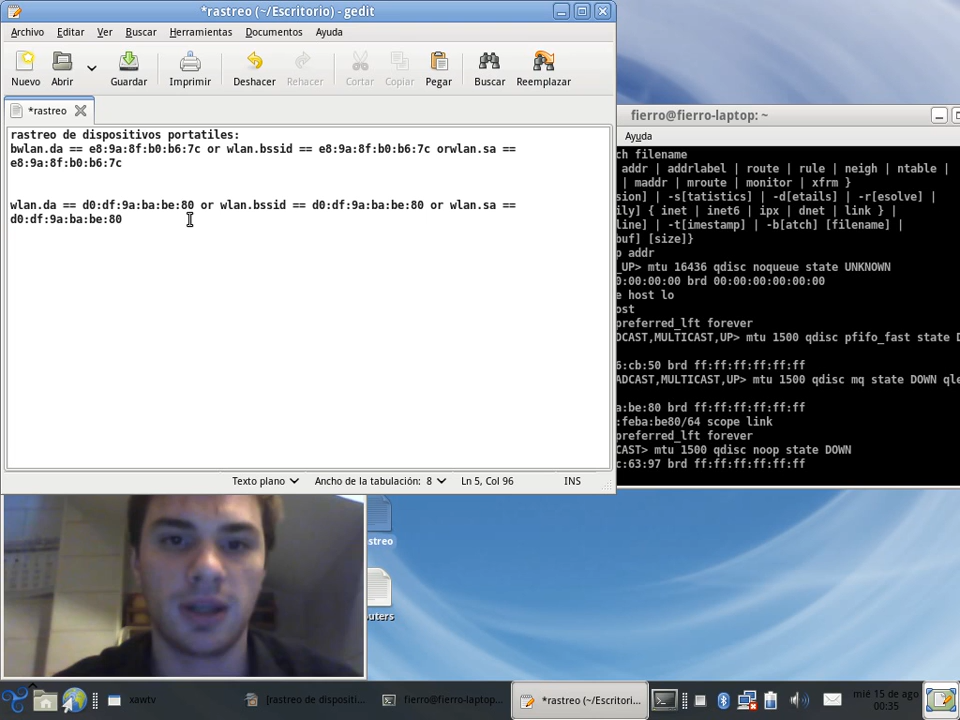 *rastreo (~/Escritorio) - gedit
Archivo Editar Ver Buscar Herramientas Documentos Ayuda
Nuevo Abrir Guardar Imprimir Deshacer Rehacer Cortar Copiar Pegar Buscar Reemplazar
*rastreo
rastreo de dispositivos portatiles:
bwlan.da == e8:9a:8f:b0:b6:7c or wlan.bssid == e8:9a:8f:b0:b6:7c orwlan.sa ==
e8:9a:8f:b0:b6:7c
wlan.da == d0:df:9a:ba:be:80 or wlan.bssid == d0:df:9a:ba:be:80 or wlan.sa ==
d0:df:9a:ba:be:80
Texto plano Ancho de la tabulación: 8 Ln 5, Col 96 INS
fierro@fierro-laptop: ~
Ayuda
ch filename
addr | addrlabel | route | rule | neigh | ntable |
| maddr | mroute | monitor | xfrm }
sion] | -s[tatistics] | -d[etails] | -r[esolve] |
ily] { inet | inet6 | ipx | dnet | link } |
line] | -t[imestamp] | -b[atch] [filename] |
buf] [size]}
p addr
_UP> mtu 16436 qdisc noqueue state UNKNOWN
0:00:00:00:00 brd 00:00:00:00:00:00
e host lo
ost
preferred_lft forever
DCAST,MULTICAST,UP> mtu 1500 qdisc pfifo_fast state D
6:cb:50 brd ff:ff:ff:ff:ff:ff
ADCAST,MULTICAST,UP> mtu 1500 qdisc mq state DOWN qle
a:be:80 brd ff:ff:ff:ff:ff:ff
:feba:be80/64 scope link
preferred_lft forever
CAST> mtu 1500 qdisc noop state DOWN
c:63:97 brd ff:ff:ff:ff:ff:ff
streo
uters
xawtv [rastreo de dispositi... fierro@fierro-laptop... *rastreo (~/Escritori... mié 15 de ago
00:35